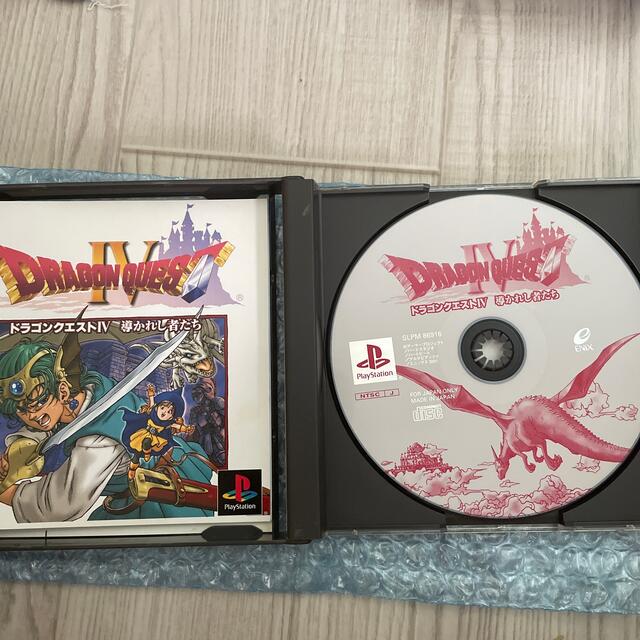 DRAGON QUEST
IV
®
ドラゴンクエストIV 導かれし者たち
PlayStation
DRAGON QUEST
IV
®
ドラゴンクエストIV 導かれし者たち
SLPM 86916
PlayStation
NTSC J
ENIX
FOR JAPAN ONLY
MADE IN JAPAN
disc